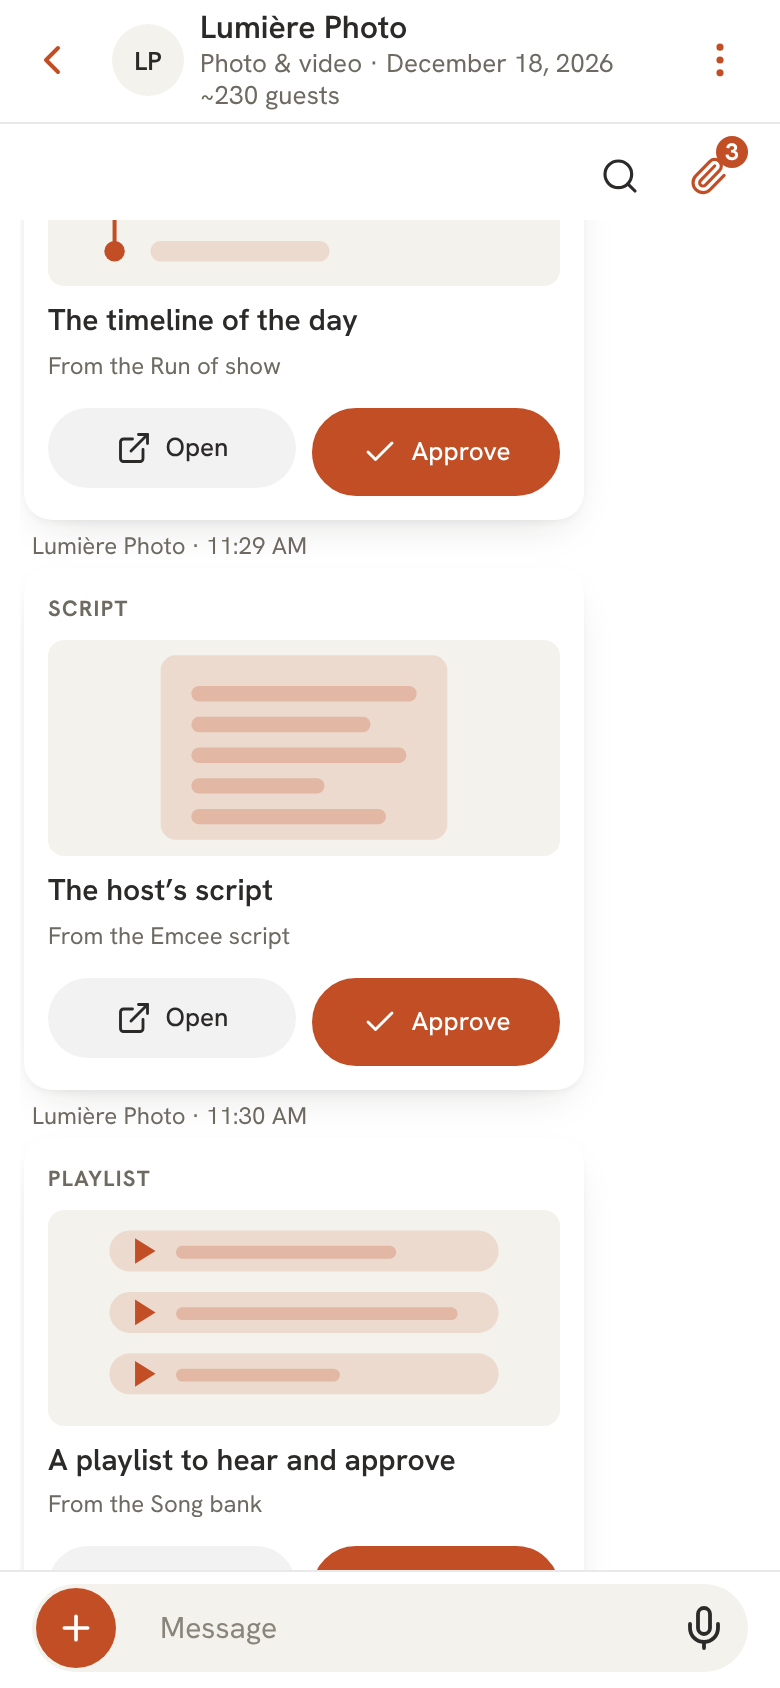 LP
Lumière Photo
Photo & video · December 18, 2026
~230 guests
3
The timeline of the day
From the Run of show
Open
Approve
Lumière Photo · 11:29 AM
SCRIPT
The host’s script
From the Emcee script
Open
Approve
Lumière Photo · 11:30 AM
PLAYLIST
A playlist to hear and approve
From the Song bank
Message